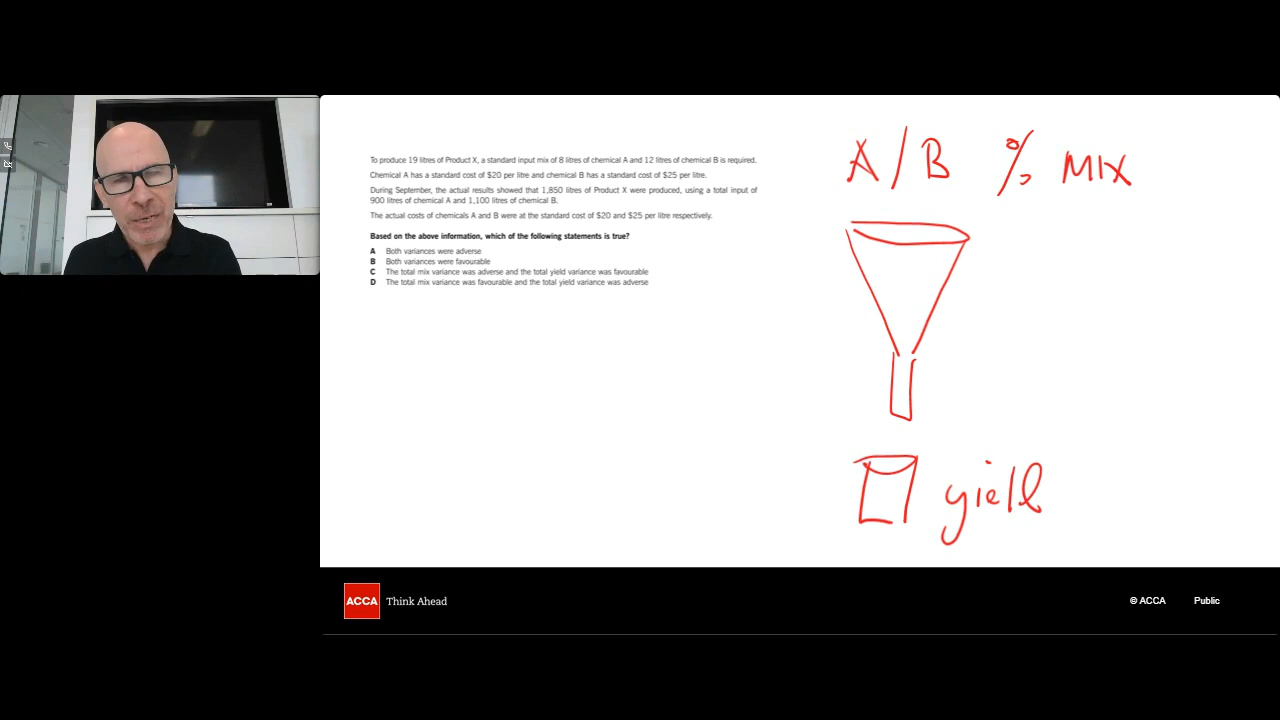 To produce 19 litres of Product X, a standard input mix of 8 litres of chemical A and 12 litres of chemical B is required.
Chemical A has a standard cost of $20 per litre and chemical B has a standard cost of $25 per litre.
During September, the actual results showed that 1,850 litres of Product X were produced, using a total input of
900 litres of chemical A and 1,100 litres of chemical B.
The actual costs of chemicals A and B were at the standard cost of $20 and $25 per litre respectively.
Based on the above information, which of the following statements is true?
A Both variances were adverse
B Both variances were favourable
C The total mix variance was adverse and the total yield variance was favourable
D The total mix variance was favourable and the total yield variance was adverse
A / B % MIX
yield
ACCA Think Ahead
© ACCA Public